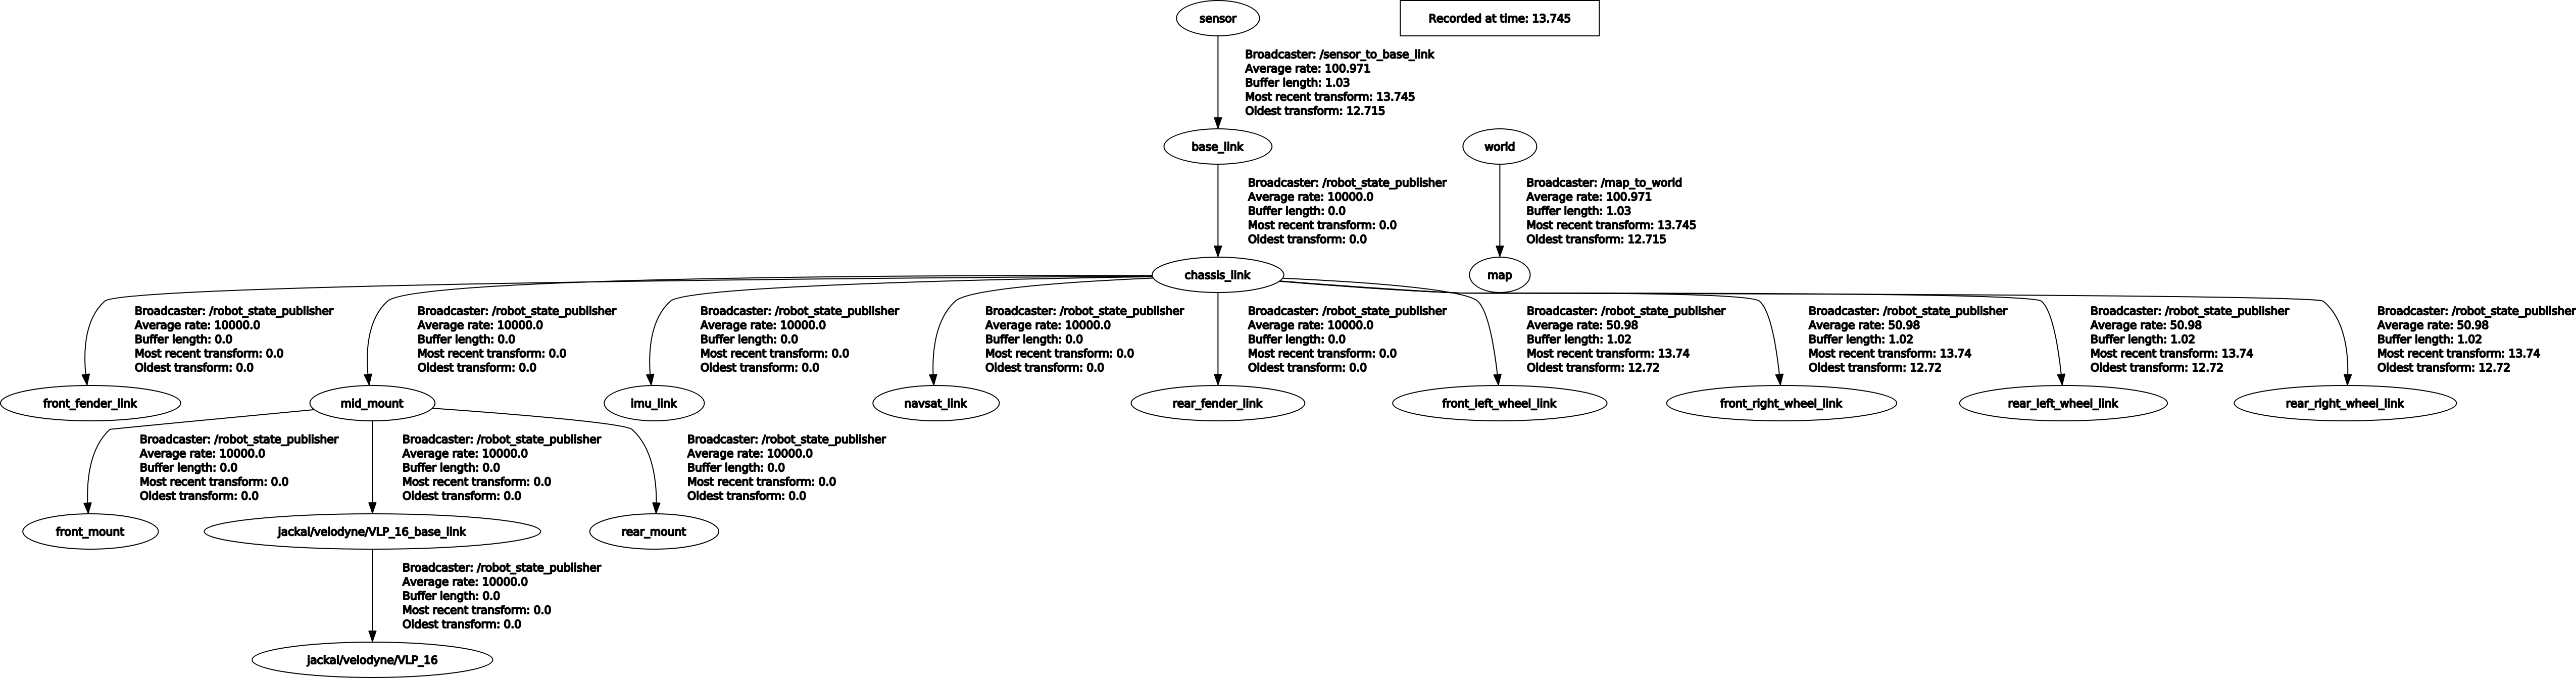 sensor
Recorded at time: 13.745
Broadcaster: /sensor_to_base_link
Average rate: 100.971
Buffer length: 1.03
Most recent transform: 13.745
Oldest transform: 12.715
base_link
world
Broadcaster: /robot_state_publisher
Average rate: 10000.0
Buffer length: 0.0
Most recent transform: 0.0
Oldest transform: 0.0
Broadcaster: /map_to_world
Average rate: 100.971
Buffer length: 1.03
Most recent transform: 13.745
Oldest transform: 12.715
chassis_link
map
Broadcaster: /robot_state_publisher
Average rate: 10000.0
Buffer length: 0.0
Most recent transform: 0.0
Oldest transform: 0.0
Broadcaster: /robot_state_publisher
Average rate: 10000.0
Buffer length: 0.0
Most recent transform: 0.0
Oldest transform: 0.0
Broadcaster: /robot_state_publisher
Average rate: 10000.0
Buffer length: 0.0
Most recent transform: 0.0
Oldest transform: 0.0
Broadcaster: /robot_state_publisher
Average rate: 10000.0
Buffer length: 0.0
Most recent transform: 0.0
Oldest transform: 0.0
Broadcaster: /robot_state_publisher
Average rate: 10000.0
Buffer length: 0.0
Most recent transform: 0.0
Oldest transform: 0.0
Broadcaster: /robot_state_publisher
Average rate: 50.98
Buffer length: 1.02
Most recent transform: 13.74
Oldest transform: 12.72
Broadcaster: /robot_state_publisher
Average rate: 50.98
Buffer length: 1.02
Most recent transform: 13.74
Oldest transform: 12.72
Broadcaster: /robot_state_publisher
Average rate: 50.98
Buffer length: 1.02
Most recent transform: 13.74
Oldest transform: 12.72
Broadcaster: /robot_state_publisher
Average rate: 50.98
Buffer length: 1.02
Most recent transform: 13.74
Oldest transform: 12.72
front_fender_link
mid_mount
imu_link
navsat_link
rear_fender_link
front_left_wheel_link
front_right_wheel_link
rear_left_wheel_link
rear_right_wheel_link
Broadcaster: /robot_state_publisher
Average rate: 10000.0
Buffer length: 0.0
Most recent transform: 0.0
Oldest transform: 0.0
Broadcaster: /robot_state_publisher
Average rate: 10000.0
Buffer length: 0.0
Most recent transform: 0.0
Oldest transform: 0.0
Broadcaster: /robot_state_publisher
Average rate: 10000.0
Buffer length: 0.0
Most recent transform: 0.0
Oldest transform: 0.0
front_mount
jackal/velodyne/VLP_16_base_link
rear_mount
Broadcaster: /robot_state_publisher
Average rate: 10000.0
Buffer length: 0.0
Most recent transform: 0.0
Oldest transform: 0.0
jackal/velodyne/VLP_16